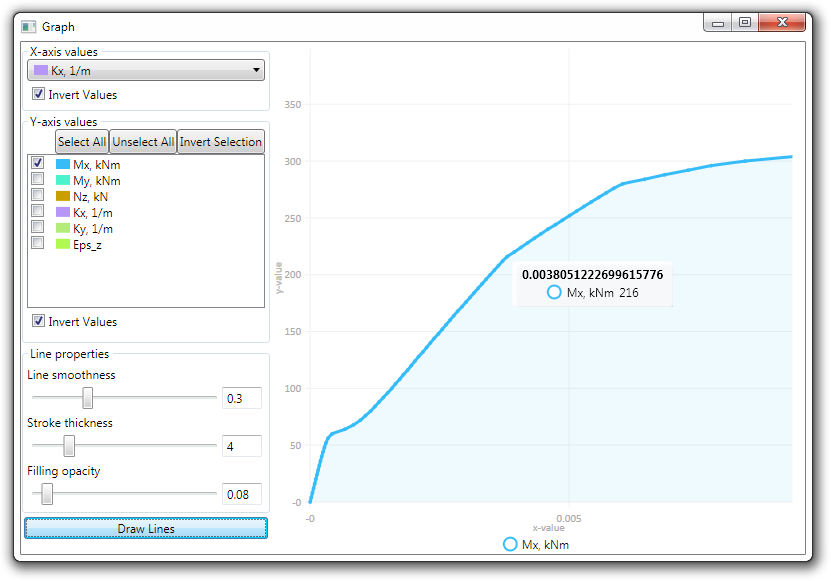 Graph
X-axis values
Kx, 1/m
Invert Values
Y-axis values
Select All Unselect All Invert Selection
Mx, kNm
My, kNm
Nz, kN
Kx, 1/m
Ky, 1/m
Eps_z
Invert Values
Line properties
Line smoothness
0.3
Stroke thickness
4
Filling opacity
0.08
Draw Lines
y-value
350
300
250
200
150
100
50
-0
0.0038051222699615776
Mx, kNm 216
-0 0.005
x-value
Mx, kNm